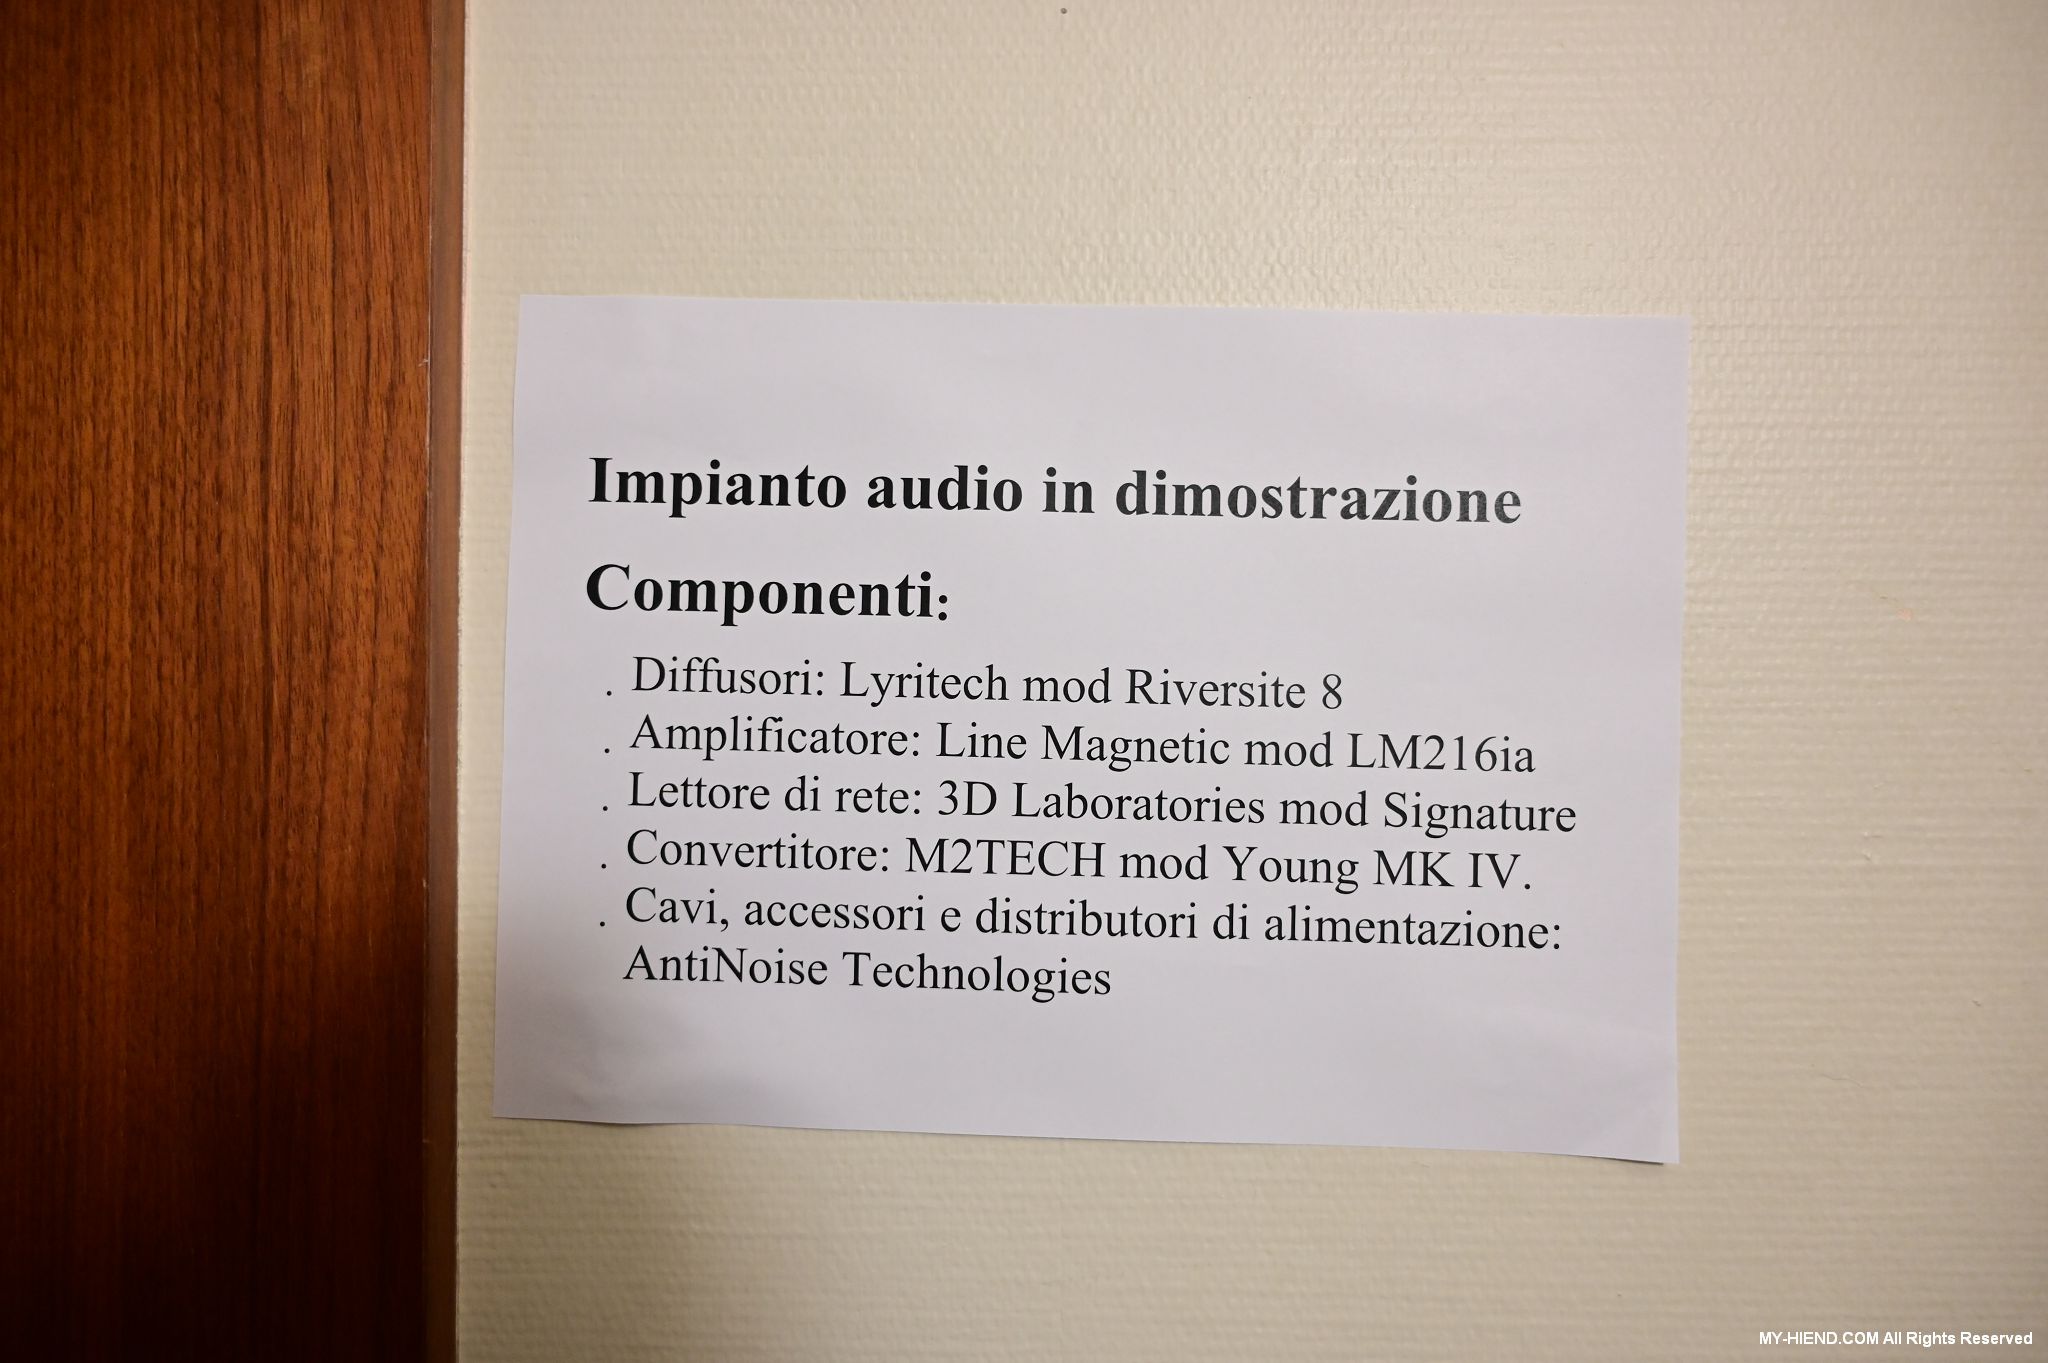 Impianto audio in dimostrazione
Componenti:
. Diffusori: Lyritech mod Riversite 8
. Amplificatore: Line Magnetic mod LM216ia
. Lettore di rete: 3D Laboratories mod Signature
. Convertitore: M2TECH mod Young MK IV.
. Cavi, accessori e distributori di alimentazione:
AntiNoise Technologies
MY-HIEND.COM All Rights Reserved